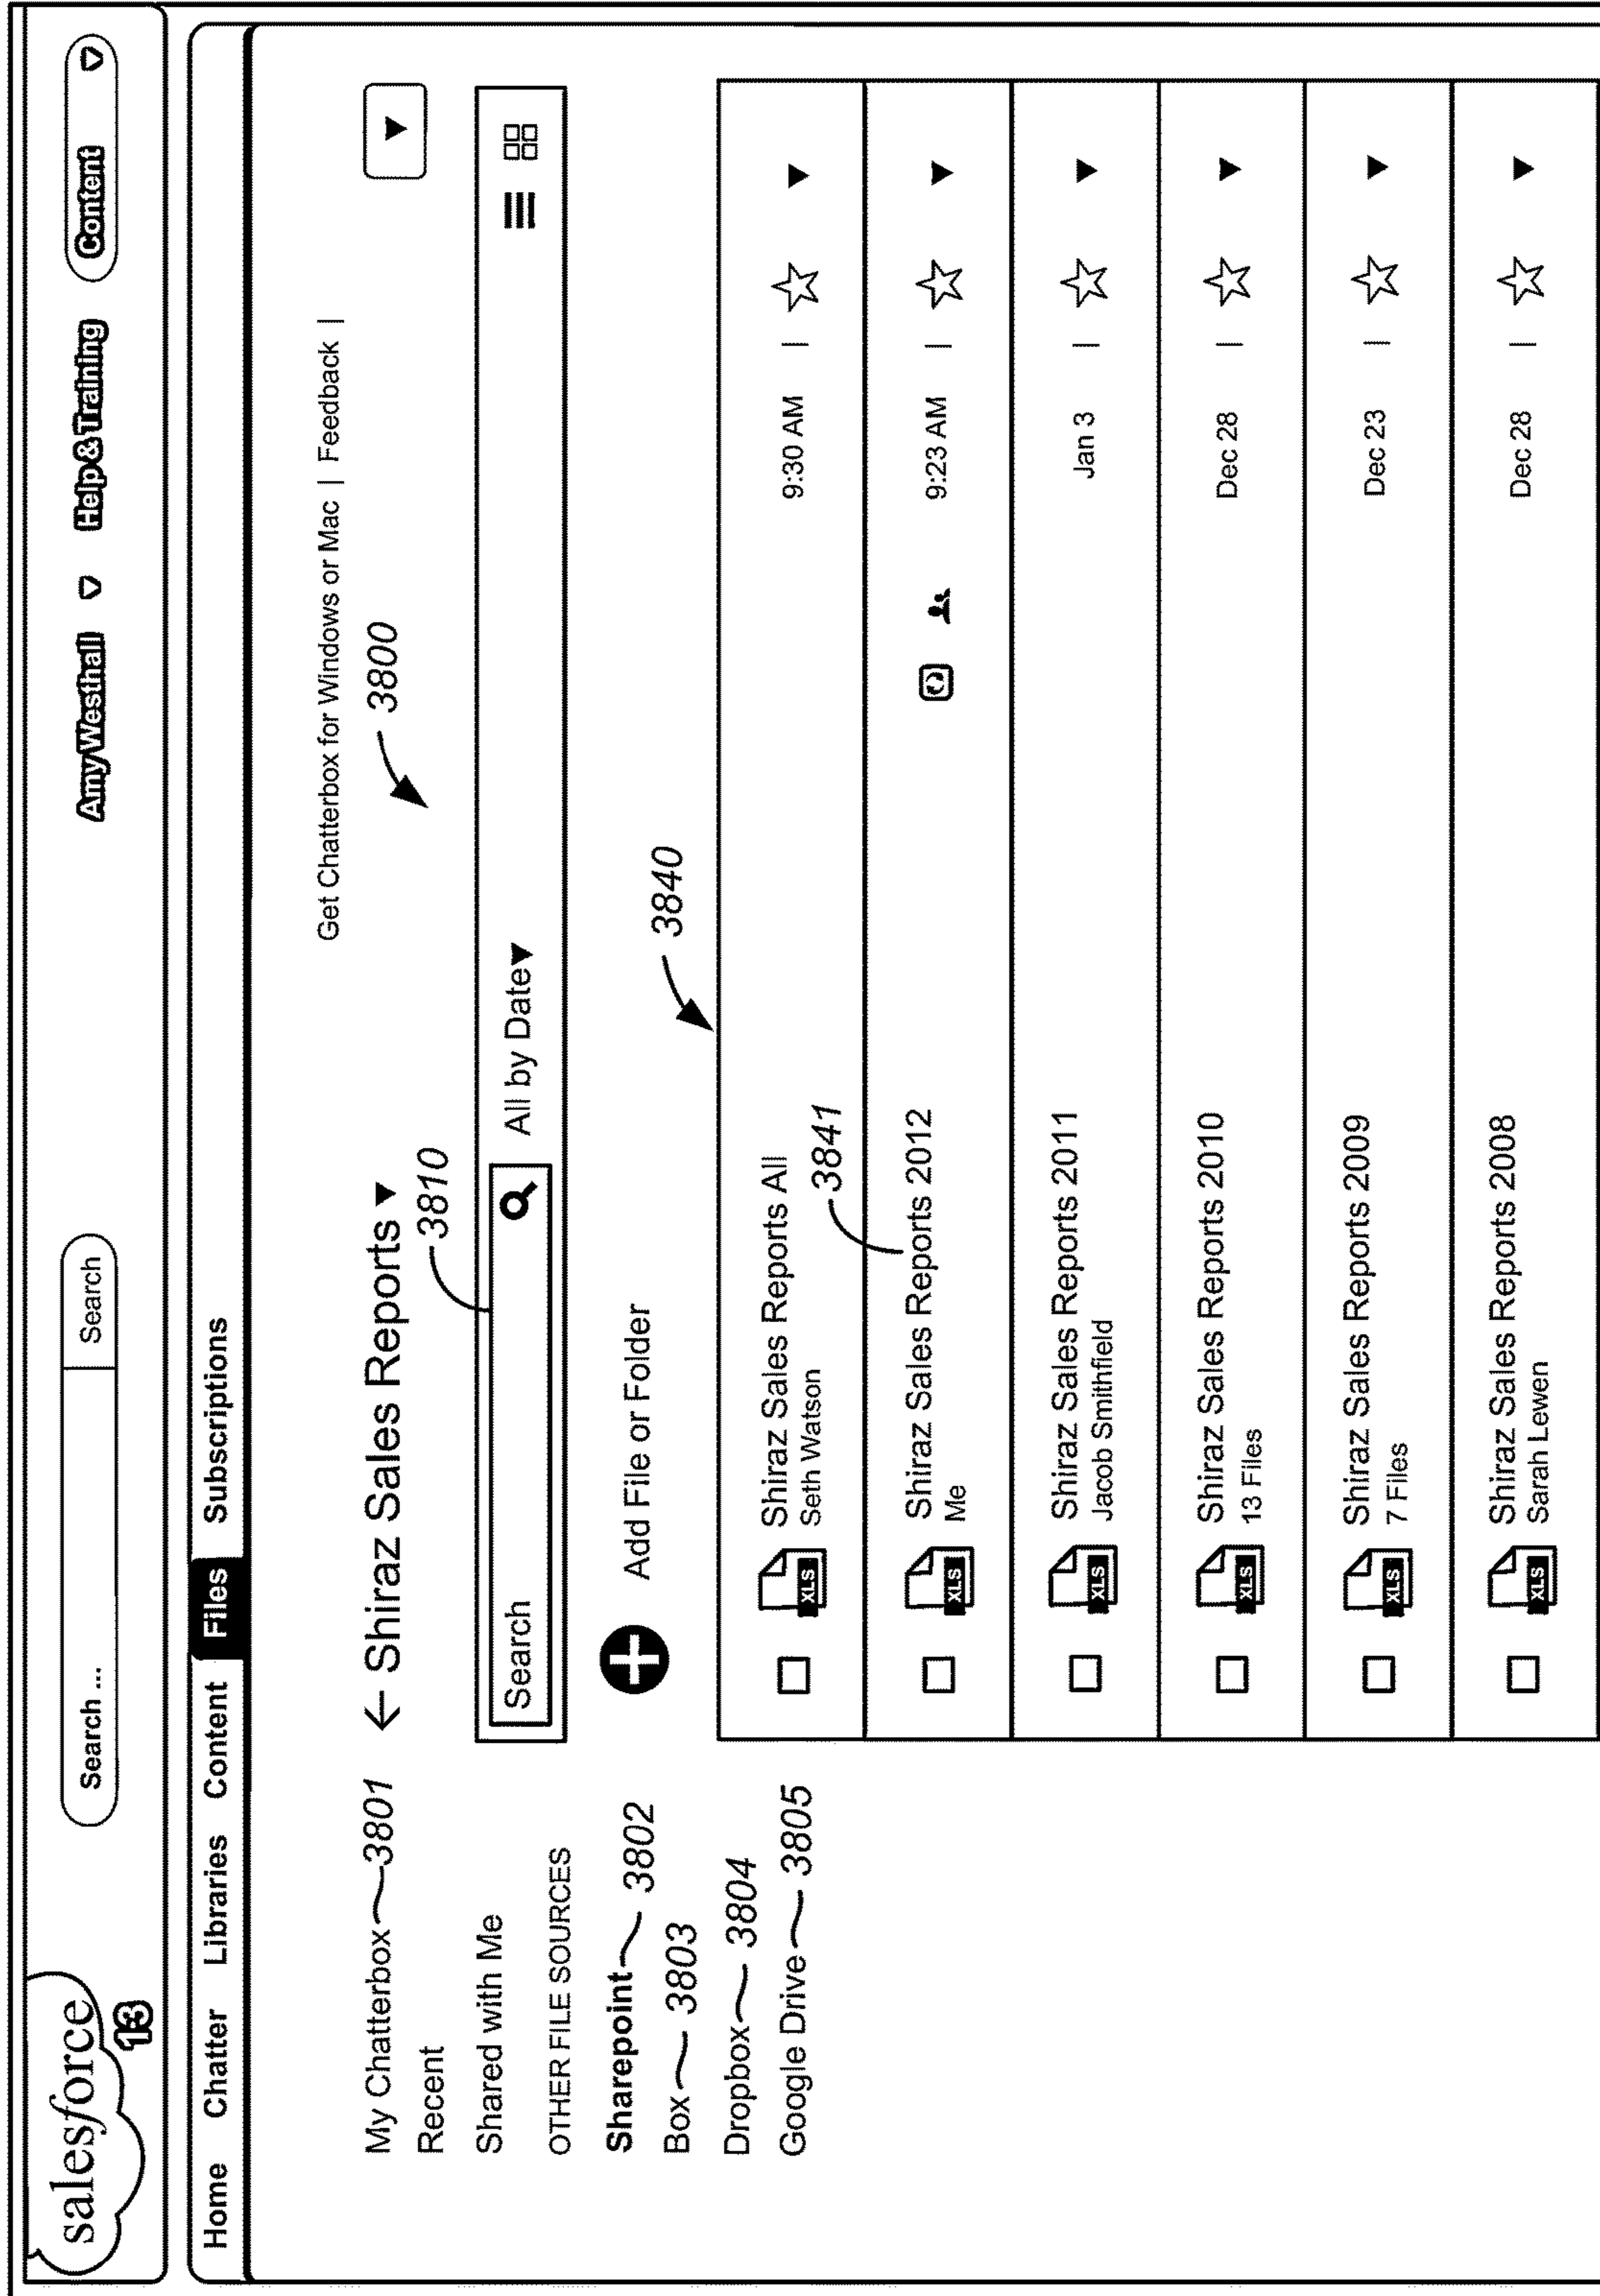 salesforce
13
Search ... Search
Amy Westhall Help & Training Content
Home Chatter Libraries Content Files Subscriptions
Get Chatterbox for Windows or Mac | Feedback |
My Chatterbox 3801
Recent
Shared with Me
OTHER FILE SOURCES
Sharepoint 3802
Box 3803
Dropbox 3804
Google Drive 3805
← Shiraz Sales Reports
3800
3810
Search All by Date
Add File or Folder
3840
XLS Shiraz Sales Reports All 9:30 AM |
Seth Watson
3841
XLS Shiraz Sales Reports 2012 9:23 AM |
Me
XLS Shiraz Sales Reports 2011 Jan 3 |
Jacob Smithfield
XLS Shiraz Sales Reports 2010 Dec 28 |
13 Files
XLS Shiraz Sales Reports 2009 Dec 23 |
7 Files
XLS Shiraz Sales Reports 2008 Dec 28 |
Sarah Lewen